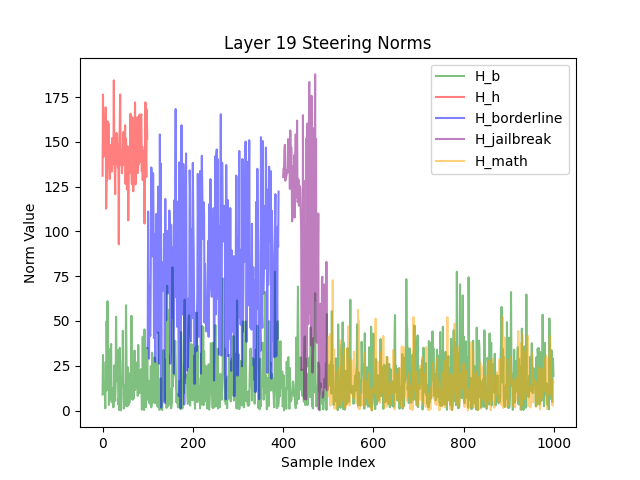 Layer 19 Steering Norms
H_b
H_h
H_borderline
H_jailbreak
H_math
Norm Value
175
150
125
100
75
50
25
0
0 200 400 600 800 1000
Sample Index